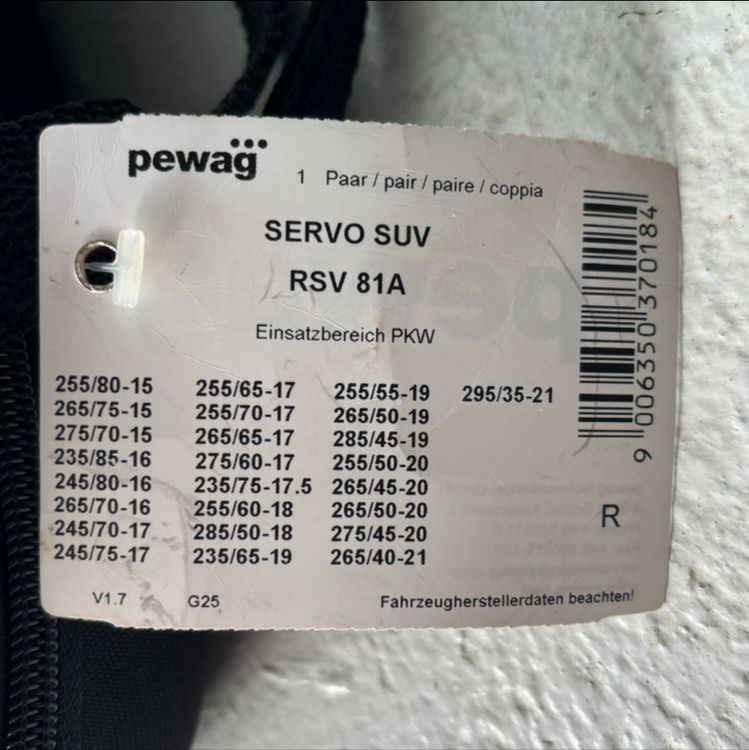 pewag
1 Paar / pair / paire / coppia
SERVO SUV
RSV 81A
Einsatzbereich PKW
255/80-15 255/65-17 255/55-19 295/35-21
265/75-15 255/70-17 265/50-19
275/70-15 265/65-17 285/45-19
235/85-16 275/60-17 255/50-20
245/80-16 235/75-17.5 265/45-20
265/70-16 255/60-18 265/50-20
245/70-17 285/50-18 275/45-20
245/75-17 235/65-19 265/40-21
9 006350 370184
R
V1.7 G25 Fahrzeugherstellerdaten beachten!